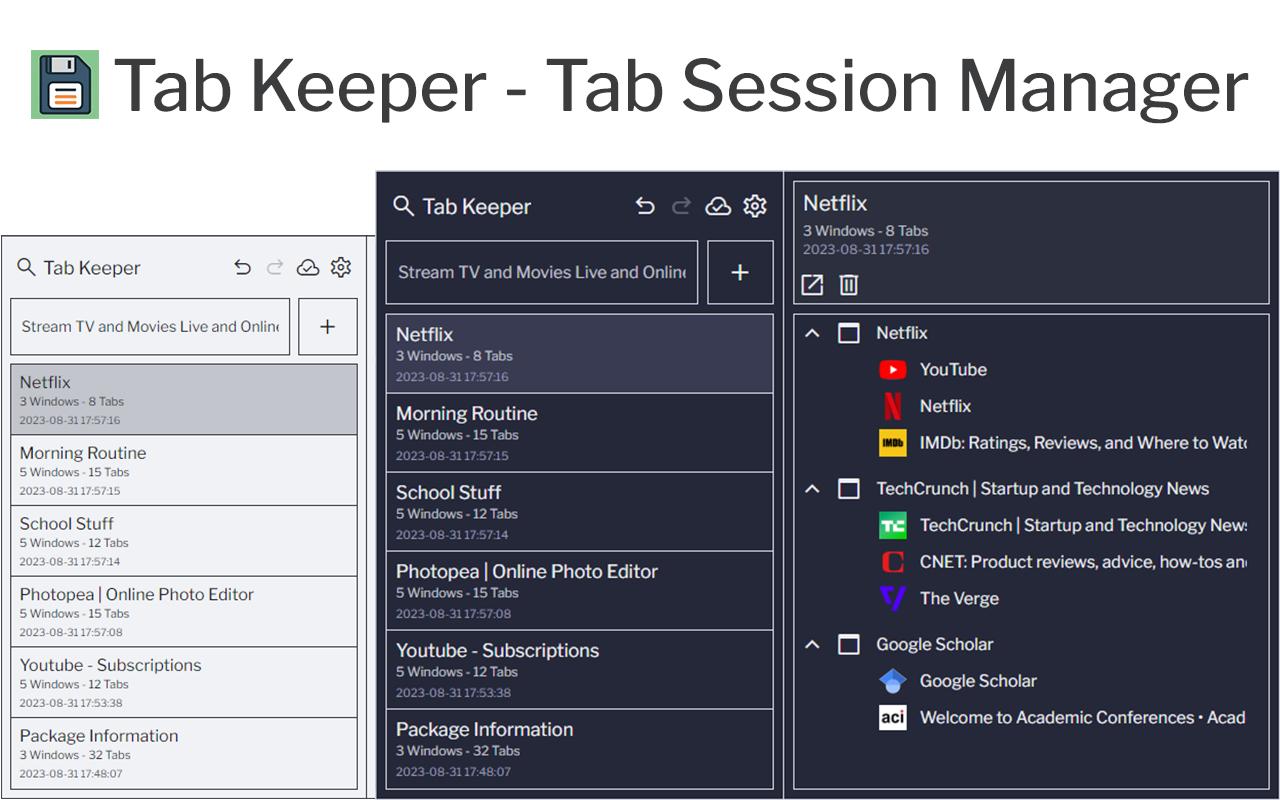 Tab Keeper - Tab Session Manager
Tab Keeper
Stream TV and Movies Live and Online
Netflix
3 Windows - 8 Tabs
2023-08-31 17:57:16
Morning Routine
5 Windows - 15 Tabs
2023-08-31 17:57:15
School Stuff
5 Windows - 12 Tabs
2023-08-31 17:57:14
Photopea | Online Photo Editor
5 Windows - 15 Tabs
2023-08-31 17:57:08
Youtube - Subscriptions
5 Windows - 12 Tabs
2023-08-31 17:53:38
Package Information
3 Windows - 32 Tabs
2023-08-31 17:48:07
Tab Keeper
Stream TV and Movies Live and Online
Netflix
3 Windows - 8 Tabs
2023-08-31 17:57:16
Morning Routine
5 Windows - 15 Tabs
2023-08-31 17:57:15
School Stuff
5 Windows - 12 Tabs
2023-08-31 17:57:14
Photopea | Online Photo Editor
5 Windows - 15 Tabs
2023-08-31 17:57:08
Youtube - Subscriptions
5 Windows - 12 Tabs
2023-08-31 17:53:38
Package Information
3 Windows - 32 Tabs
2023-08-31 17:48:07
Netflix
3 Windows - 8 Tabs
2023-08-31 17:57:16
Netflix
YouTube
Netflix
IMDb IMDb: Ratings, Reviews, and Where to Watc
TechCrunch | Startup and Technology News
TC TechCrunch | Startup and Technology News
CNET: Product reviews, advice, how-tos an
The Verge
Google Scholar
Google Scholar
aci Welcome to Academic Conferences • Acad